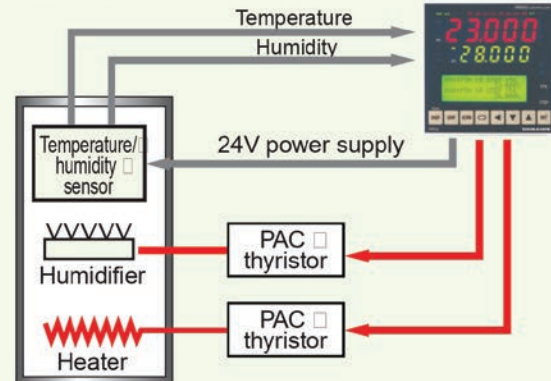 Temperature
Humidity
23.000
28.000
Temperature/
humidity
sensor
24V power supply
PAC
thyristor
Humidifier
PAC
thyristor
Heater